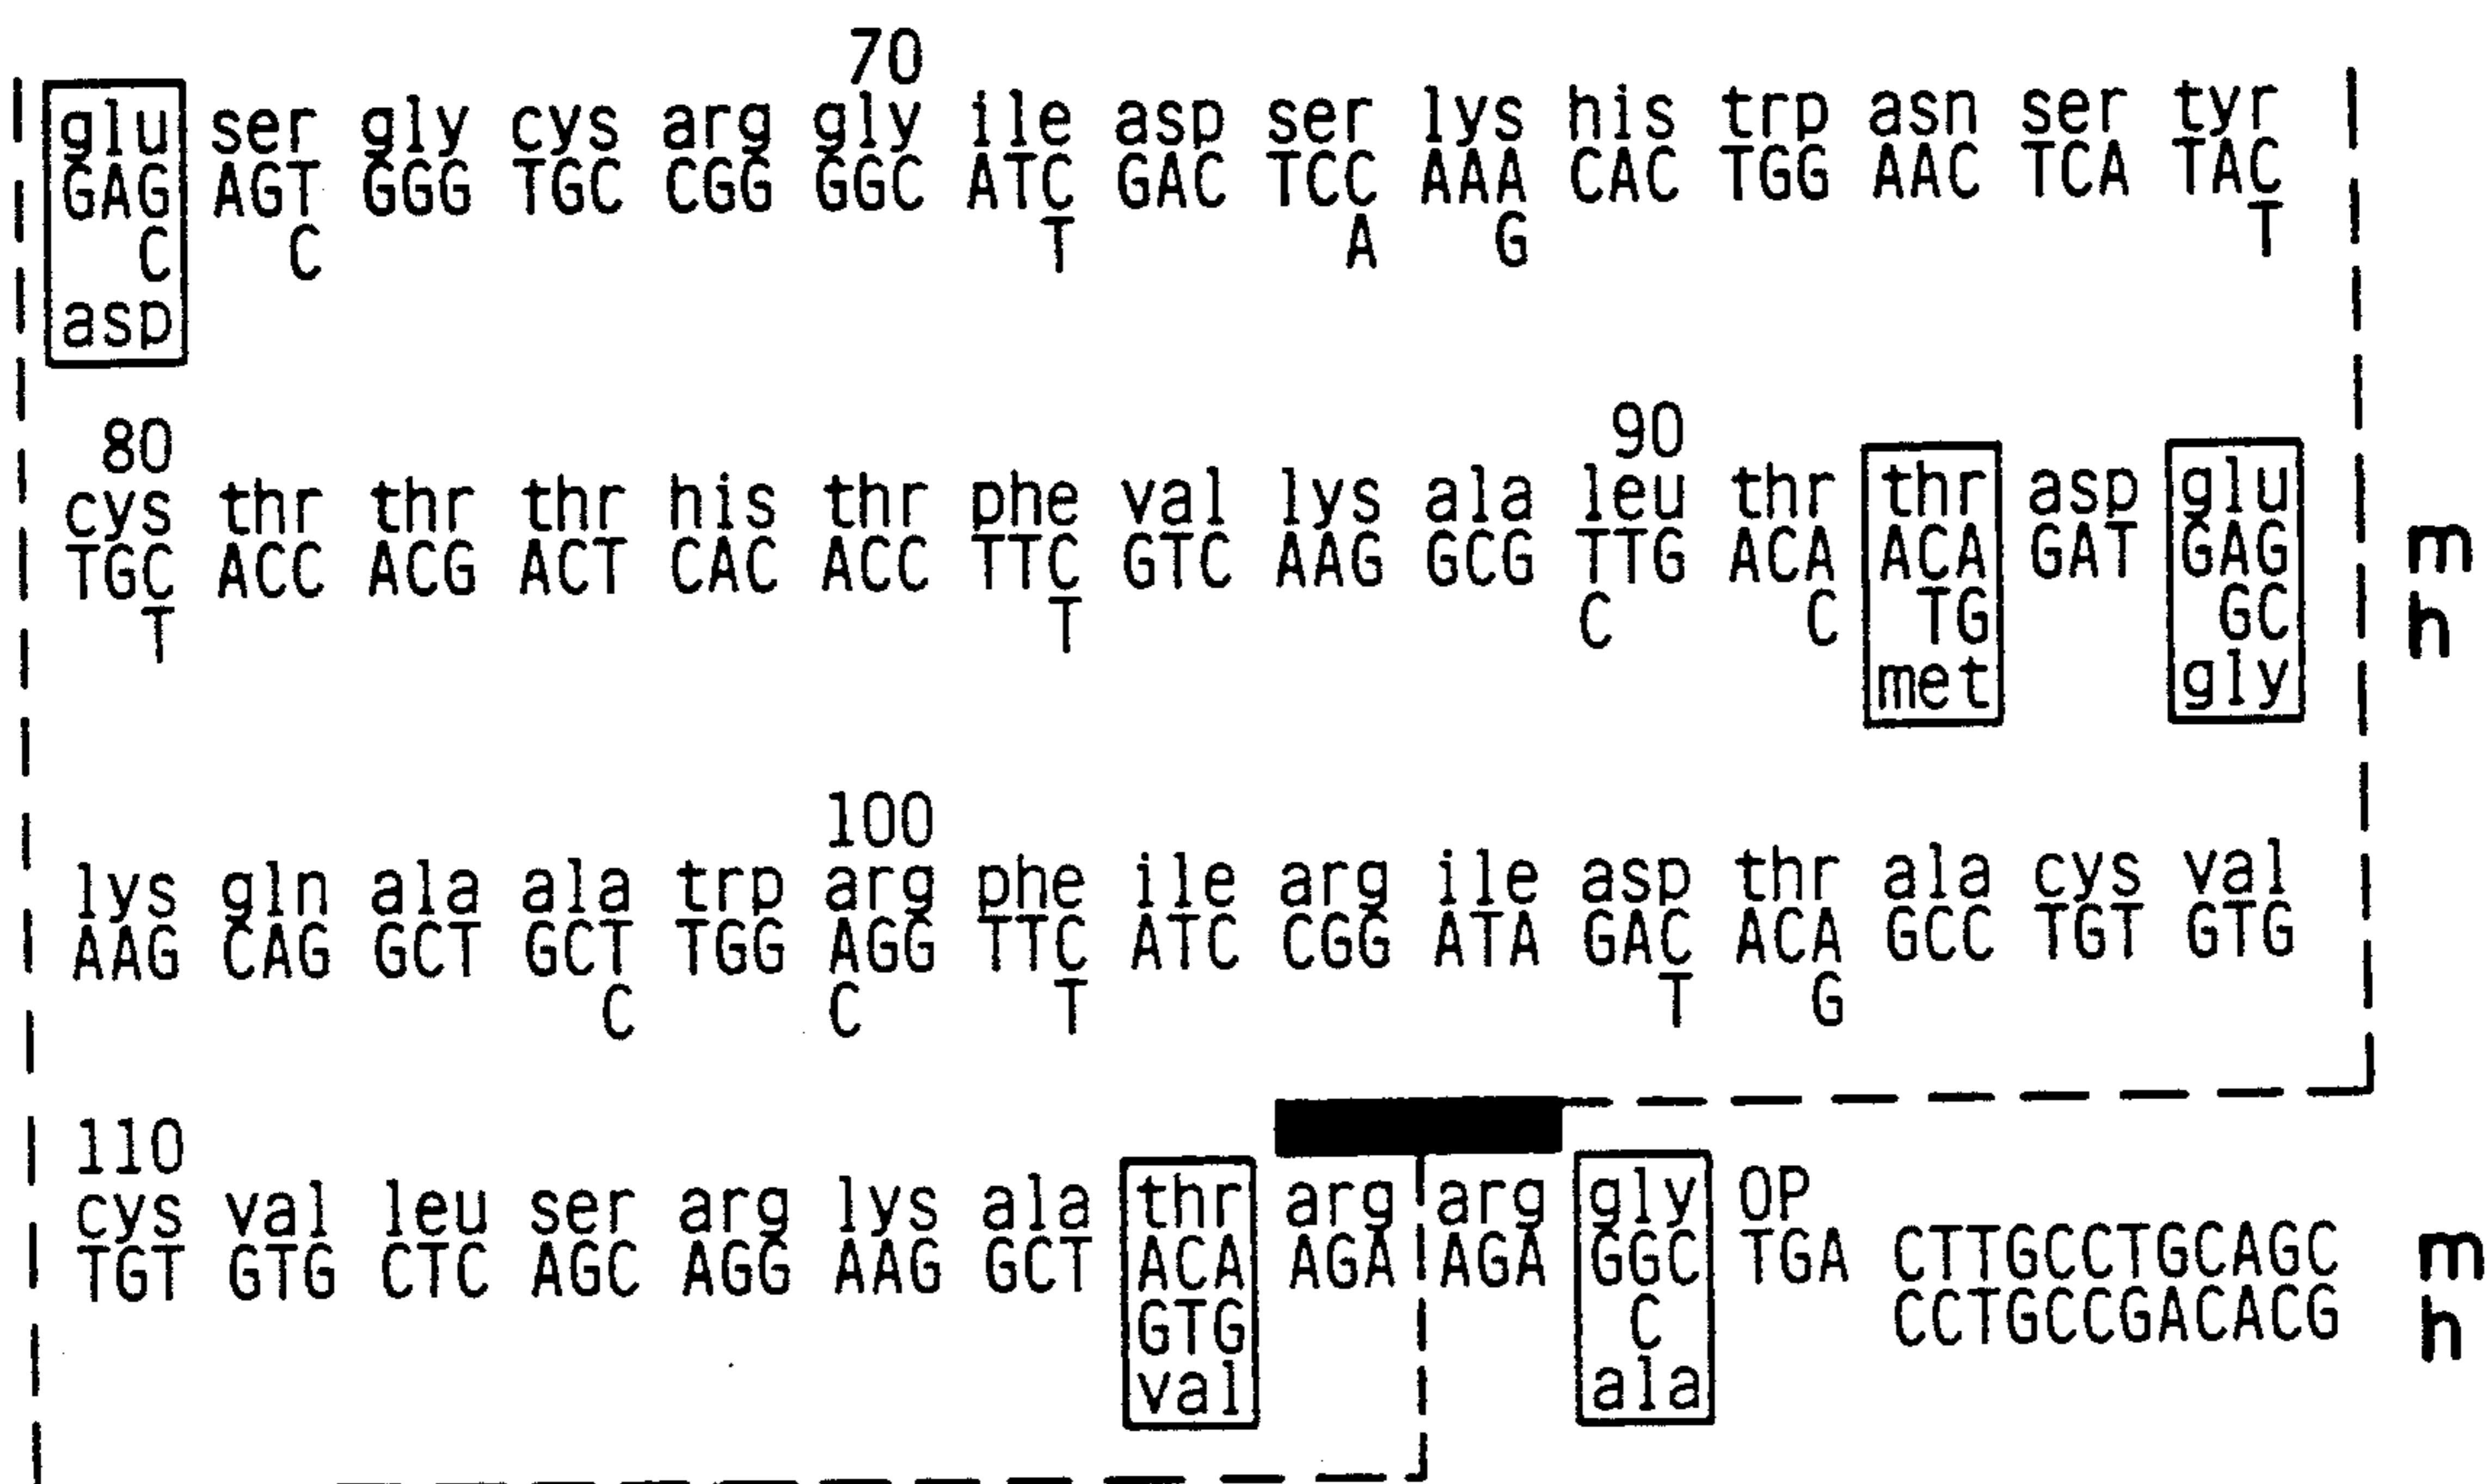 70
glu ser gly cys arg gly ile asp ser lys his trp asn ser tyr
GAG AGT GGG TGC CGG GGC ATC GAC TCC AAA CAC TGG AAC TCA TAC
C C T A G T
asp
80 90
cys thr thr thr his thr phe val lys ala leu thr thr asp glu
TGC ACC ACG ACT CAC ACC TTC GTC AAG GCG TTG ACA ACA GAT GAG m
T T C C TG GC h
met gly
100
lys gln ala ala trp arg phe ile arg ile asp thr ala cys val
AAG CAG GCT GCT TGG AGG TTC ATC CGG ATA GAC ACA GCC TGT GTG
C C T T G
110
cys val leu ser arg lys ala thr arg arg gly OP
TGT GTG CTC AGC AGG AAG GCT ACA AGA AGA GGC TGA CTTGCCTGCAGC m
GTG C CCTGCCGACACG h
val ala